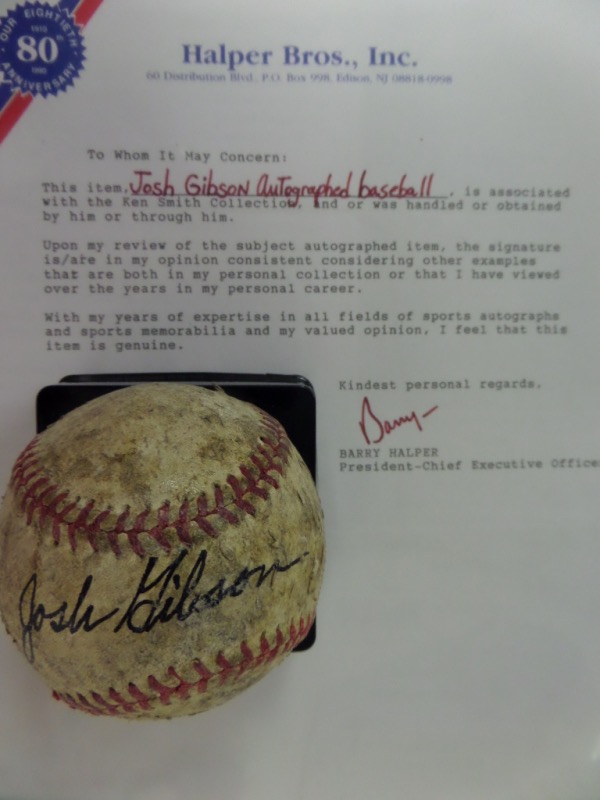 OUR EIGHTIETH
80
ANNIVERSARY
Halper Bros., Inc.
60 Distribution Blvd., P.O. Box 998, Edison, NJ 08818-0998
To Whom It May Concern:
This item, Josh Gibson autographed baseball, is associated
with the Ken Smith Collection, and or was handled or obtained
by him or through him.
Upon my review of the subject autographed item, the signature
is/are in my opinion consistent considering other examples
that are both in my personal collection or that I have viewed
over the years in my personal career.
With my years of expertise in all fields of sports autographs
and sports memorabilia and my valued opinion, I feel that this
item is genuine.
Kindest personal regards.
Barry
BARRY HALPER
President-Chief Executive Office
Josh Gibson